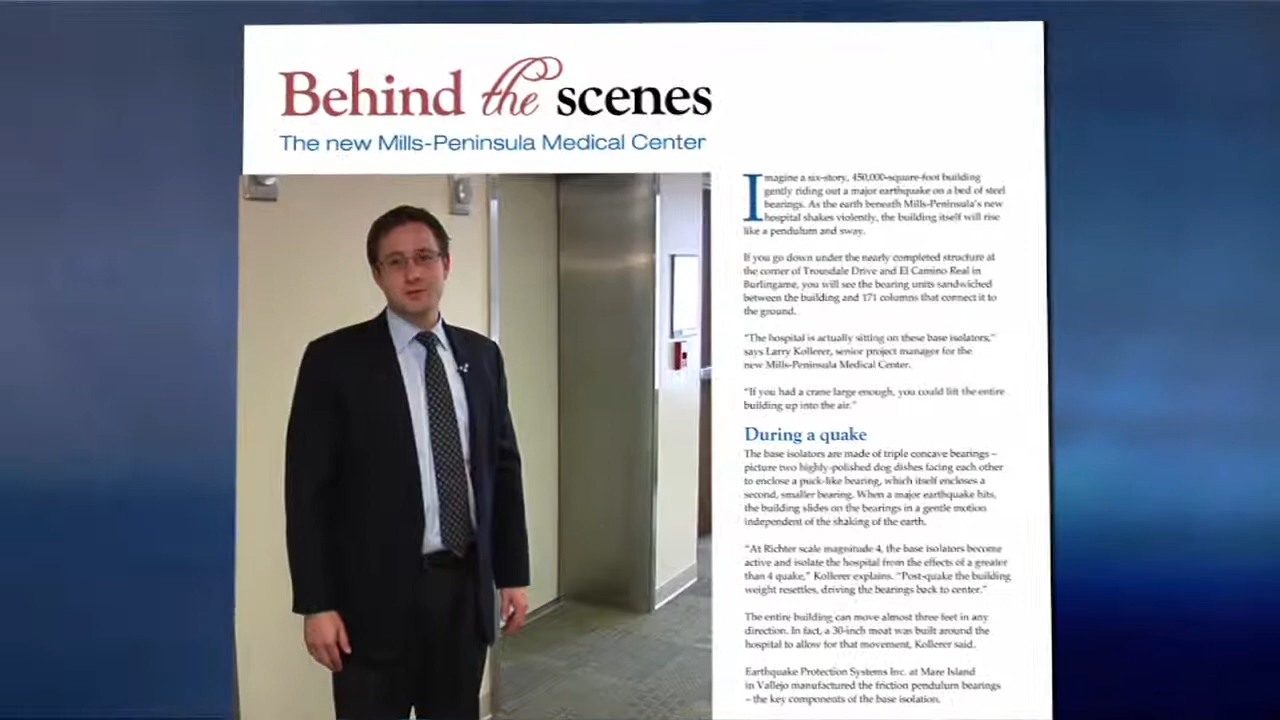 Behind the scenes
The new Mills-Peninsula Medical Center
Imagine a six-story, 450,000-square-foot building
gently riding out a major earthquake on a bed of steel
bearings. As the earth beneath Mills-Peninsula's new
hospital shakes violently, the building itself will rise
like a pendulum and sway.
If you go down under the nearly completed structure at
the corner of Trousdale Drive and El Camino Real in
Burlingame, you will see the bearing units sandwiched
between the building and 171 columns that connect it to
the ground.
"The hospital is actually sitting on these base isolators,"
says Larry Kollerer, senior project manager for the
new Mills-Peninsula Medical Center.
"If you had a crane large enough, you could lift the entire
building up into the air."
During a quake
The base isolators are made of triple concave bearings –
picture two highly-polished dog dishes facing each other
to enclose a puck-like bearing, which itself encloses a
second, smaller bearing. When a major earthquake hits,
the building slides on the bearings in a gentle motion
independent of the shaking of the earth.
"At Richter scale magnitude 4, the base isolators become
active and isolate the hospital from the effects of a greater
than 4 quake," Kollerer explains. "Post-quake the building
weight resettles, driving the bearings back to center."
The entire building can move almost three feet in any
direction. In fact, a 30-inch moat was built around the
hospital to allow for that movement, Kollerer said.
Earthquake Protection Systems Inc. at Mare Island
in Vallejo manufactured the friction pendulum bearings
– the key components of the base isolation.